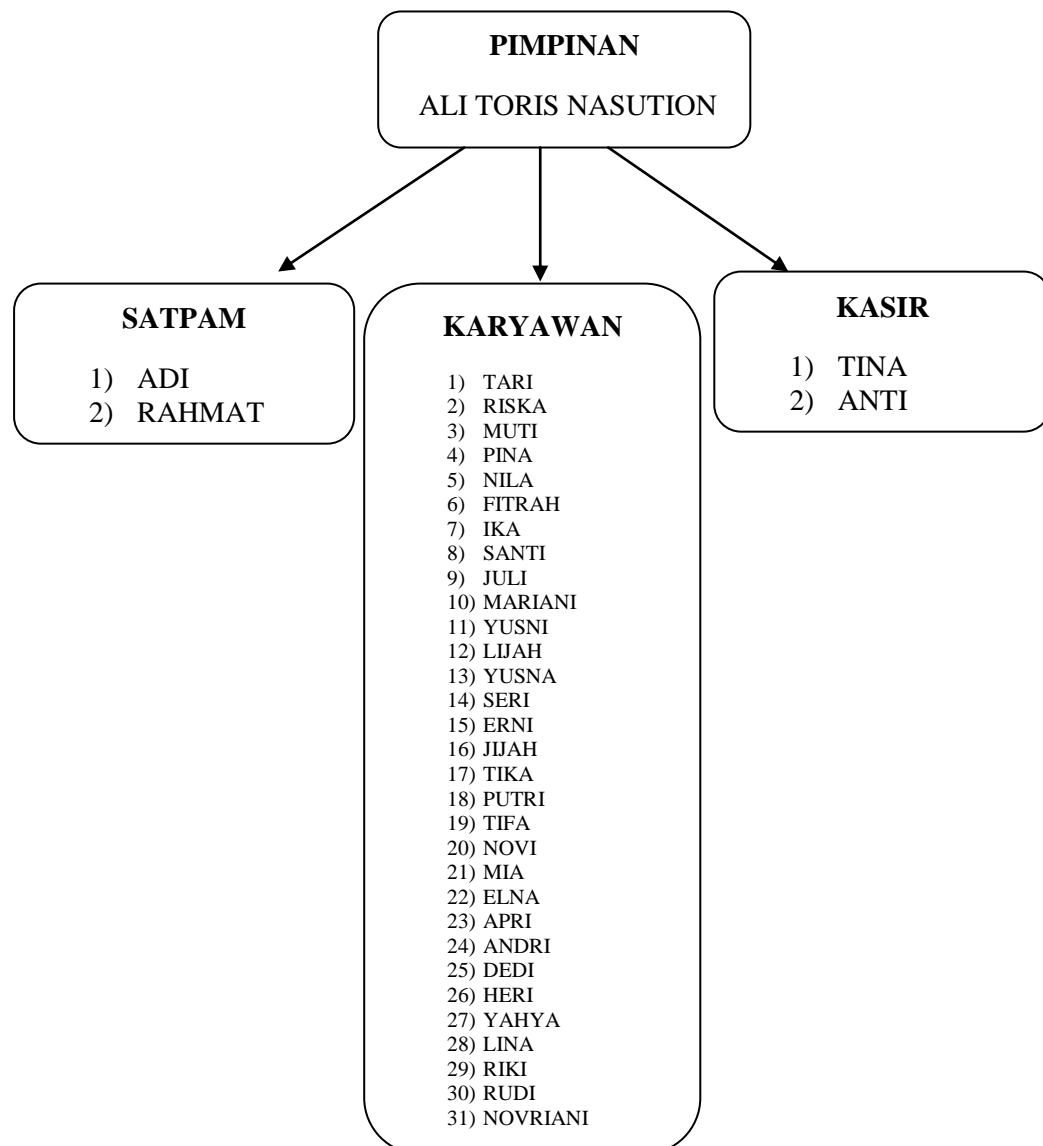 PIMPINAN
ALI TORIS NASUTION
SATPAM
1) ADI
2) RAHMAT
KARYAWAN
1) TARI
2) RISKA
3) MUTI
4) PINA
5) NILA
6) FITRAH
7) IKA
8) SANTI
9) JULI
10) MARIANI
11) YUSNI
12) LIJAH
13) YUSNA
14) SERI
15) ERNI
16) JIJAH
17) TIKA
18) PUTRI
19) TIFA
20) NOVI
21) MIA
22) ELNA
23) APRI
24) ANDRI
25) DEDI
26) HERI
27) YAHYA
28) LINA
29) RIKI
30) RUDI
31) NOVRIANI
KASIR
1) TINA
2) ANTI